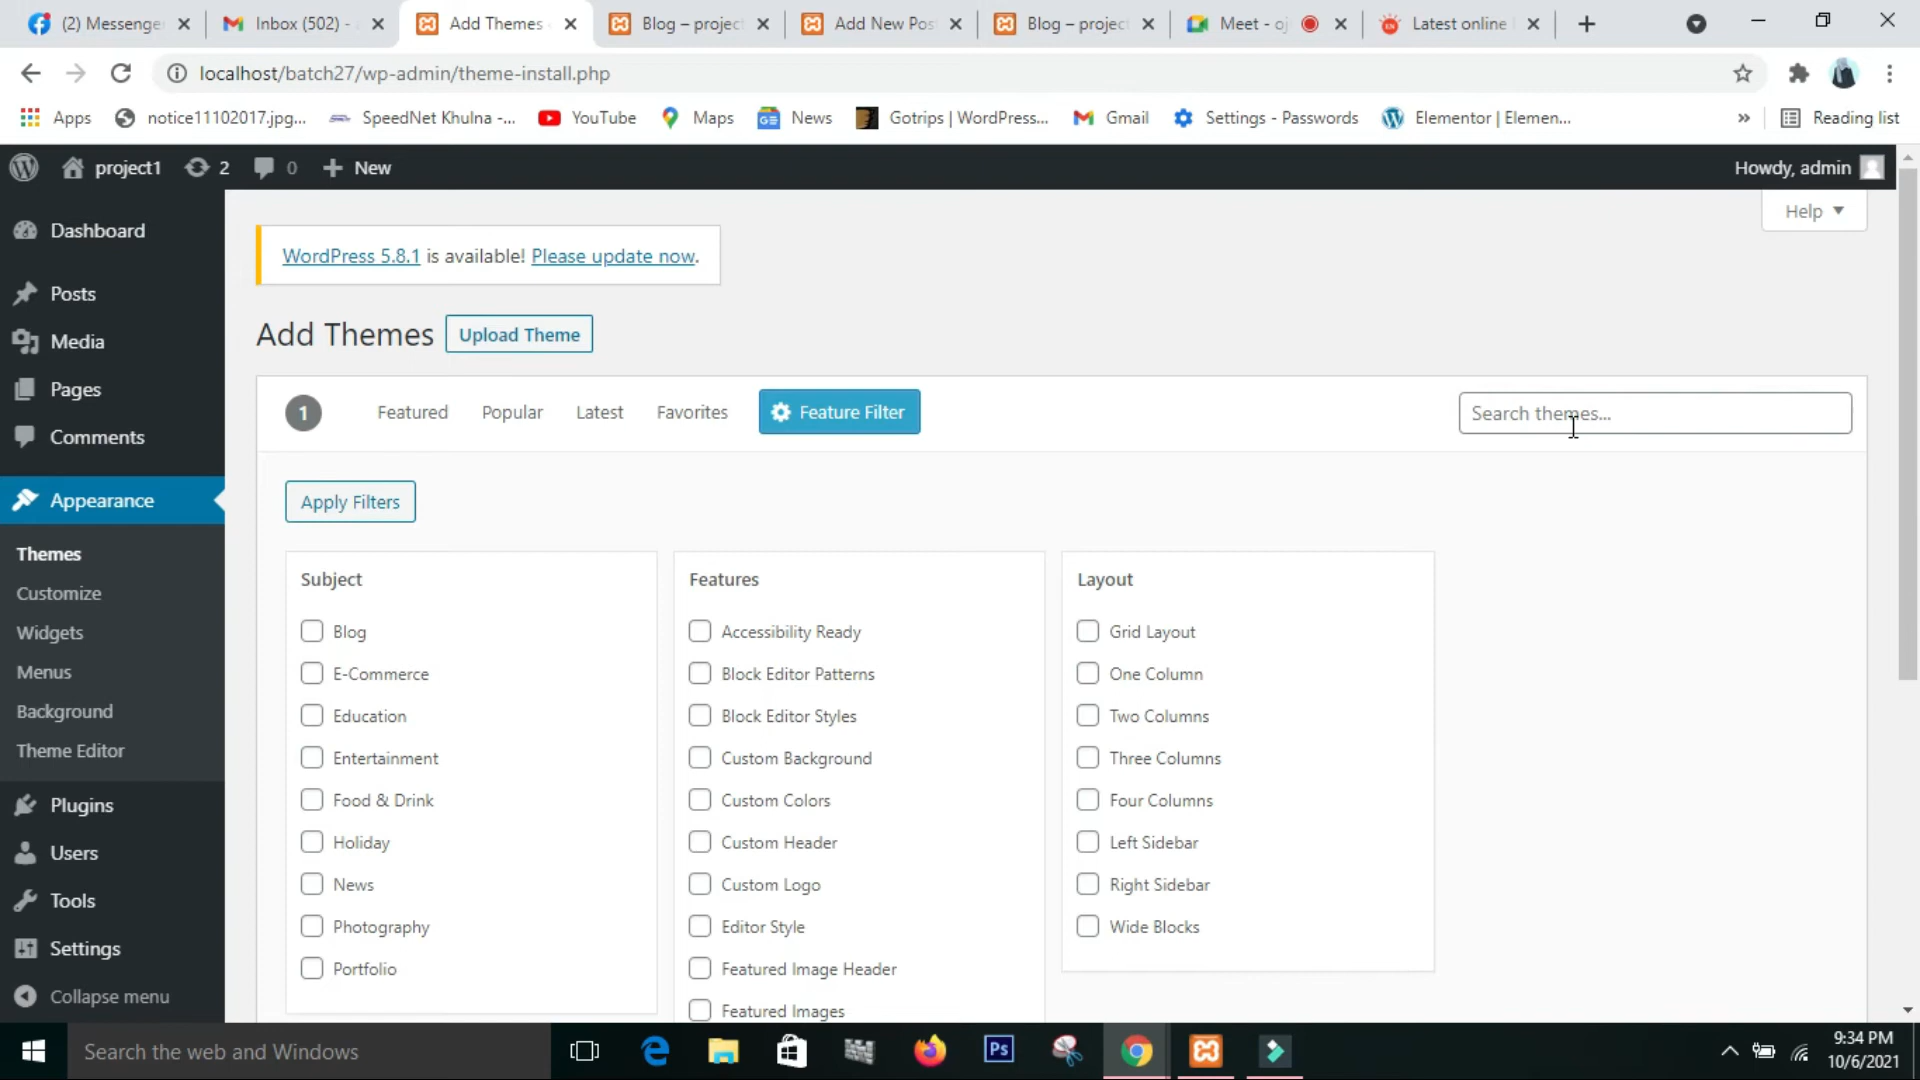 (2) Messenge
Inbox (502) -
Add Themes
Blog – project
Add New Pos
Blog – project
Meet - oj
Latest online
localhost/batch27/wp-admin/theme-install.php
Apps
notice11102017.jpg...
SpeedNet Khulna -...
YouTube
Maps
News
Gotrips | WordPress...
Gmail
Settings - Passwords
Elementor | Elemen...
»
Reading list
project1
2
0
New
Howdy, admin
Help
Dashboard
Posts
Media
Pages
Comments
Appearance
Themes
Customize
Widgets
Menus
Background
Theme Editor
Plugins
Users
Tools
Settings
Collapse menu
WordPress 5.8.1 is available! Please update now.
Add Themes
Upload Theme
1
Featured
Popular
Latest
Favorites
Feature Filter
Search themes...
Apply Filters
Subject
Blog
E-Commerce
Education
Entertainment
Food & Drink
Holiday
News
Photography
Portfolio
Features
Accessibility Ready
Block Editor Patterns
Block Editor Styles
Custom Background
Custom Colors
Custom Header
Custom Logo
Editor Style
Featured Image Header
Featured Images
Layout
Grid Layout
One Column
Two Columns
Three Columns
Four Columns
Left Sidebar
Right Sidebar
Wide Blocks
Search the web and Windows
Ps
9:34 PM
10/6/2021